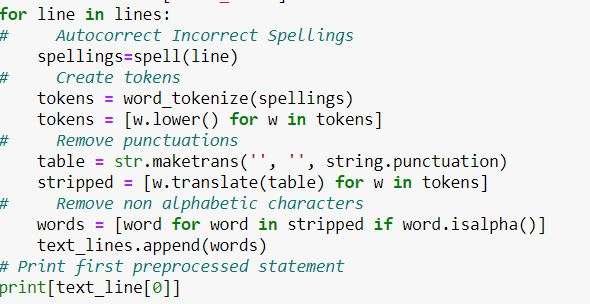 for line in lines:
#     Autocorrect Incorrect Spellings
    spellings=spell(line)
#     Create tokens
    tokens = word_tokenize(spellings)
    tokens = [w.lower() for w in tokens]
#     Remove punctuations
    table = str.maketrans('', '', string.punctuation)
    stripped = [w.translate(table) for w in tokens]
#     Remove non alphabetic characters
    words = [word for word in stripped if word.isalpha()]
    text_lines.append(words)
# Print first preprocessed statement
print[text_line[0]]